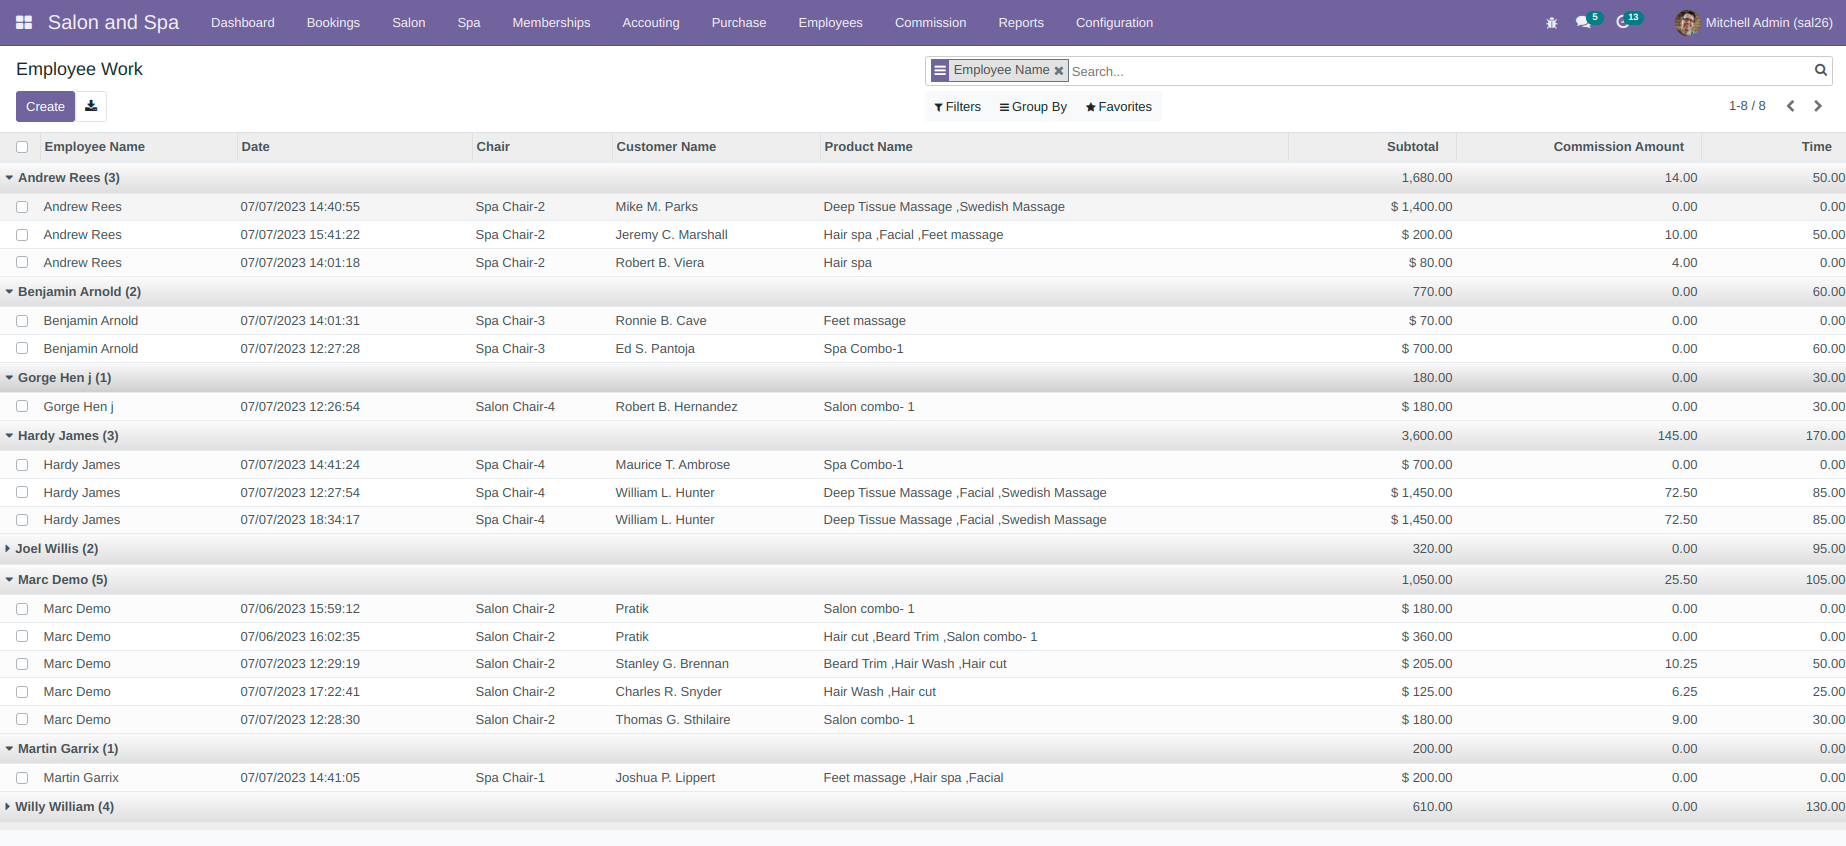 Salon and Spa Dashboard Bookings Salon Spa Memberships Accouting Purchase Employees Commission Reports Configuration 5 13 Mitchell Admin (sal26)
Employee Work
Employee Name Search...
Create
Filters Group By Favorites 1-8 / 8
Employee Name Date Chair Customer Name Product Name Subtotal Commission Amount Time
Andrew Rees (3) 1,680.00 14.00 50.00
Andrew Rees 07/07/2023 14:40:55 Spa Chair-2 Mike M. Parks Deep Tissue Massage ,Swedish Massage $ 1,400.00 0.00 0.00
Andrew Rees 07/07/2023 15:41:22 Spa Chair-2 Jeremy C. Marshall Hair spa ,Facial ,Feet massage $ 200.00 10.00 50.00
Andrew Rees 07/07/2023 14:01:18 Spa Chair-2 Robert B. Viera Hair spa $ 80.00 4.00 0.00
Benjamin Arnold (2) 770.00 0.00 60.00
Benjamin Arnold 07/07/2023 14:01:31 Spa Chair-3 Ronnie B. Cave Feet massage $ 70.00 0.00 0.00
Benjamin Arnold 07/07/2023 12:27:28 Spa Chair-3 Ed S. Pantoja Spa Combo-1 $ 700.00 0.00 60.00
Gorge Hen j (1) 180.00 0.00 30.00
Gorge Hen j 07/07/2023 12:26:54 Salon Chair-4 Robert B. Hernandez Salon combo- 1 $ 180.00 0.00 30.00
Hardy James (3) 3,600.00 145.00 170.00
Hardy James 07/07/2023 14:41:24 Spa Chair-4 Maurice T. Ambrose Spa Combo-1 $ 700.00 0.00 0.00
Hardy James 07/07/2023 12:27:54 Spa Chair-4 William L. Hunter Deep Tissue Massage ,Facial ,Swedish Massage $ 1,450.00 72.50 85.00
Hardy James 07/07/2023 18:34:17 Spa Chair-4 William L. Hunter Deep Tissue Massage ,Facial ,Swedish Massage $ 1,450.00 72.50 85.00
Joel Willis (2) 320.00 0.00 95.00
Marc Demo (5) 1,050.00 25.50 105.00
Marc Demo 07/06/2023 15:59:12 Salon Chair-2 Pratik Salon combo- 1 $ 180.00 0.00 0.00
Marc Demo 07/06/2023 16:02:35 Salon Chair-2 Pratik Hair cut ,Beard Trim ,Salon combo- 1 $ 360.00 0.00 0.00
Marc Demo 07/07/2023 12:29:19 Salon Chair-2 Stanley G. Brennan Beard Trim ,Hair Wash ,Hair cut $ 205.00 10.25 50.00
Marc Demo 07/07/2023 17:22:41 Salon Chair-2 Charles R. Snyder Hair Wash ,Hair cut $ 125.00 6.25 25.00
Marc Demo 07/07/2023 12:28:30 Salon Chair-2 Thomas G. Sthilaire Salon combo- 1 $ 180.00 9.00 30.00
Martin Garrix (1) 200.00 0.00 0.00
Martin Garrix 07/07/2023 14:41:05 Spa Chair-1 Joshua P. Lippert Feet massage ,Hair spa ,Facial $ 200.00 0.00 0.00
Willy William (4) 610.00 0.00 130.00